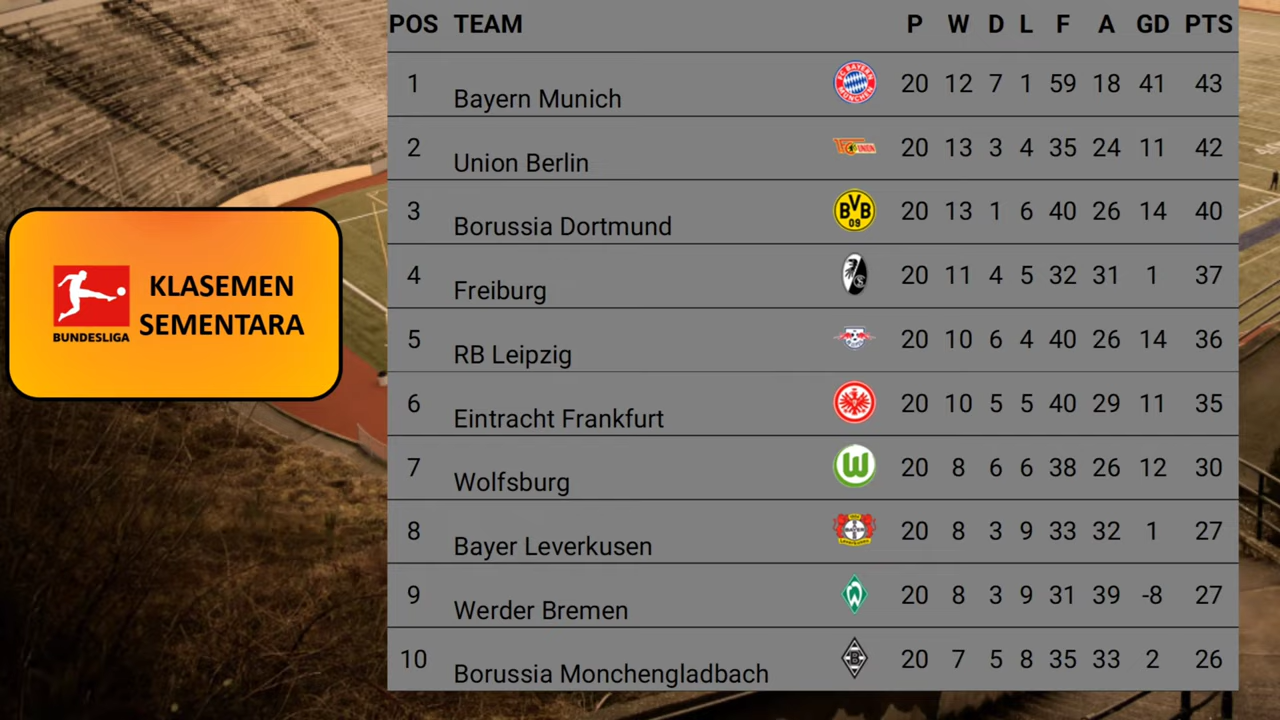 POS TEAM P W D L F A GD PTS
1 Bayern Munich 20 12 7 1 59 18 41 43
2 Union Berlin 20 13 3 4 35 24 11 42
3 Borussia Dortmund BVB 09 20 13 1 6 40 26 14 40
4 Freiburg 20 11 4 5 32 31 1 37
5 RB Leipzig 20 10 6 4 40 26 14 36
6 Eintracht Frankfurt 20 10 5 5 40 29 11 35
7 Wolfsburg W 20 8 6 6 38 26 12 30
8 Bayer Leverkusen 20 8 3 9 33 32 1 27
9 Werder Bremen W 20 8 3 9 31 39 -8 27
10 Borussia Monchengladbach B 20 7 5 8 35 33 2 26
KLASEMEN
SEMENTARA
BUNDESLIGA